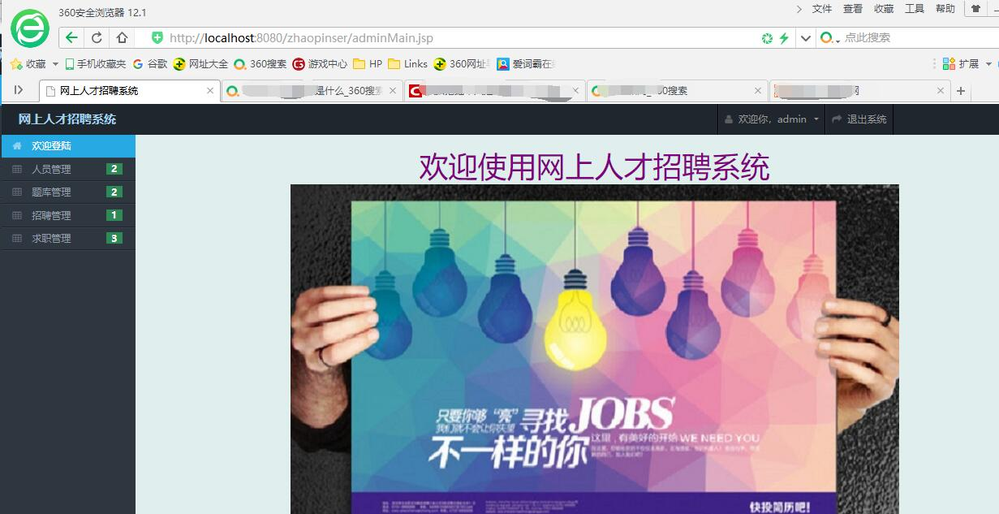 360安全浏览器 12.1
文件 查看 收藏 工具 帮助
http://localhost:8080/zhaopinser/adminMain.jsp
点此搜索
收藏 手机收藏夹 谷歌 网址大全 360搜索 游戏中心 HP Links 360网址 爱词霸在 扩展
网上人才招聘系统 是什么_360搜索 搜索 网
网上人才招聘系统
欢迎你，admin 退出系统
欢迎登陆
人员管理 2
题库管理 2
招聘管理 1
求职管理 3
欢迎使用网上人才招聘系统
只要你够“亮”
我们就不会让你失望
寻找JOBS
不一样的你
这里，有美好的开始 WE NEED YOU
快投简历吧!